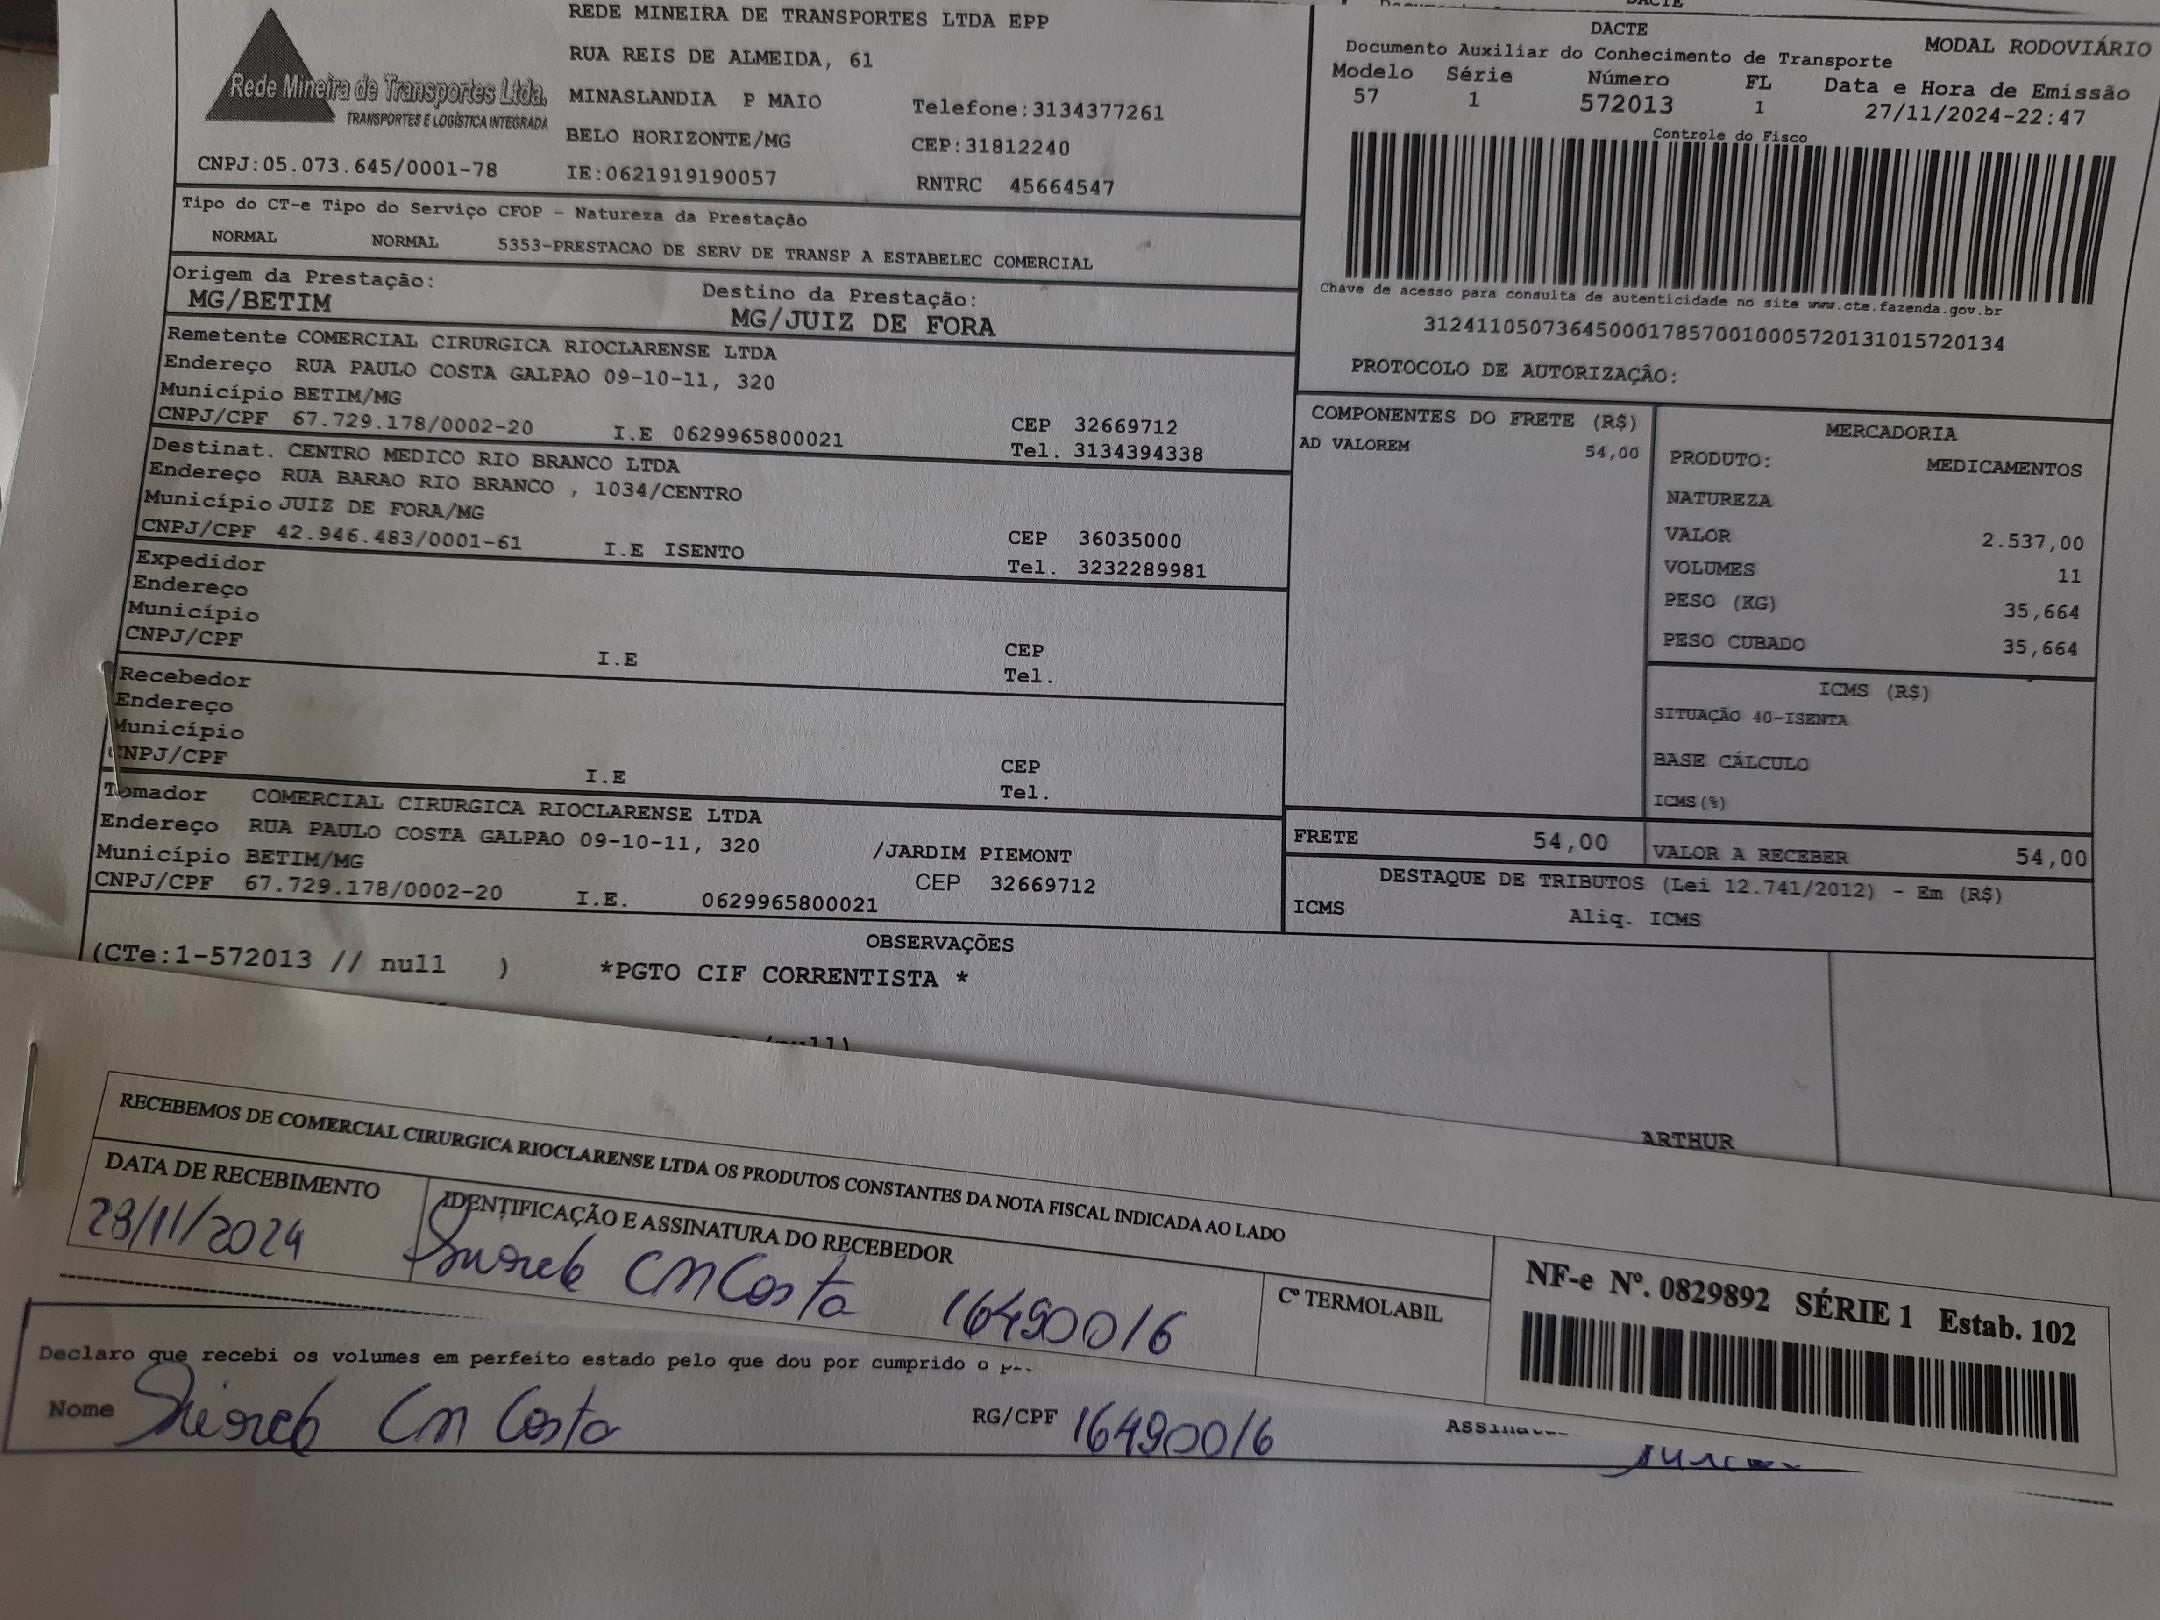 DACTE
REDE MINEIRA DE TRANSPORTES LTDA EPP
RUA REIS DE ALMEIDA, 61
MINASLANDIA P MAIO
Telefone:3134377261
BELO HORIZONTE/MG
CEP:31812240
IE:0621919190057
RNTRC 45664547
Rede Mineira de Transportes Ltda.
TRANSPORTES E LOGÍSTICA INTEGRADA
CNPJ:05.073.645/0001-78
DACTE
MODAL RODOVIÁRIO
Documento Auxiliar do Conhecimento de Transporte
Modelo Série Número FL Data e Hora de Emissão
57 1 572013 1 27/11/2024-22:47
Controle do Fisco
Chave de acesso para consulta de autenticidade no site www.cte.fazenda.gov.br
31241105073645000178570010005720131015720134
PROTOCOLO DE AUTORIZAÇÃO:
Tipo do CT-e Tipo do Serviço CFOP - Natureza da Prestação
NORMAL NORMAL 5353-PRESTACAO DE SERV DE TRANSP A ESTABELEC COMERCIAL
Origem da Prestação: Destino da Prestação:
MG/BETIM MG/JUIZ DE FORA
Remetente COMERCIAL CIRURGICA RIOCLARENSE LTDA
Endereço RUA PAULO COSTA GALPAO 09-10-11, 320
Município BETIM/MG CEP 32669712
CNPJ/CPF 67.729.178/0002-20 I.E 0629965800021 Tel. 3134394338
Destinat. CENTRO MEDICO RIO BRANCO LTDA
Endereço RUA BARAO RIO BRANCO , 1034/CENTRO
Município JUIZ DE FORA/MG CEP 36035000
CNPJ/CPF 42.946.483/0001-61 I.E ISENTO Tel. 3232289981
Expedidor
Endereço
Município CEP
CNPJ/CPF I.E Tel.
Recebedor
Endereço
Município CEP
CNPJ/CPF I.E Tel.
Tomador COMERCIAL CIRURGICA RIOCLARENSE LTDA
Endereço RUA PAULO COSTA GALPAO 09-10-11, 320 /JARDIM PIEMONT
Município BETIM/MG CEP 32669712
CNPJ/CPF 67.729.178/0002-20 I.E. 0629965800021
COMPONENTES DO FRETE (R$)
AD VALOREM 54,00
MERCADORIA
PRODUTO: MEDICAMENTOS
NATUREZA
VALOR 2.537,00
VOLUMES 11
PESO (KG) 35,664
PESO CUBADO 35,664
ICMS (R$)
SITUAÇÃO 40-ISENTA
BASE CÁLCULO
ICMS(%)
FRETE 54,00 VALOR A RECEBER 54,00
DESTAQUE DE TRIBUTOS (Lei 12.741/2012) - Em (R$)
ICMS Aliq. ICMS
OBSERVAÇÕES
(CTe:1-572013 // null ) *PGTO CIF CORRENTISTA *
ARTHUR
RECEBEMOS DE COMERCIAL CIRURGICA RIOCLARENSE LTDA OS PRODUTOS CONSTANTES DA NOTA FISCAL INDICADA AO LADO
DATA DE RECEBIMENTO IDENTIFICAÇÃO E ASSINATURA DO RECEBEDOR
28/11/2024 CM Costa 16490016
Cº TERMOLABIL
NF-e Nº. 0829892 SÉRIE 1 Estab. 102
Declaro que recebi os volumes em perfeito estado pelo que dou por cumprido o
Nome CM Costa RG/CPF 16490016